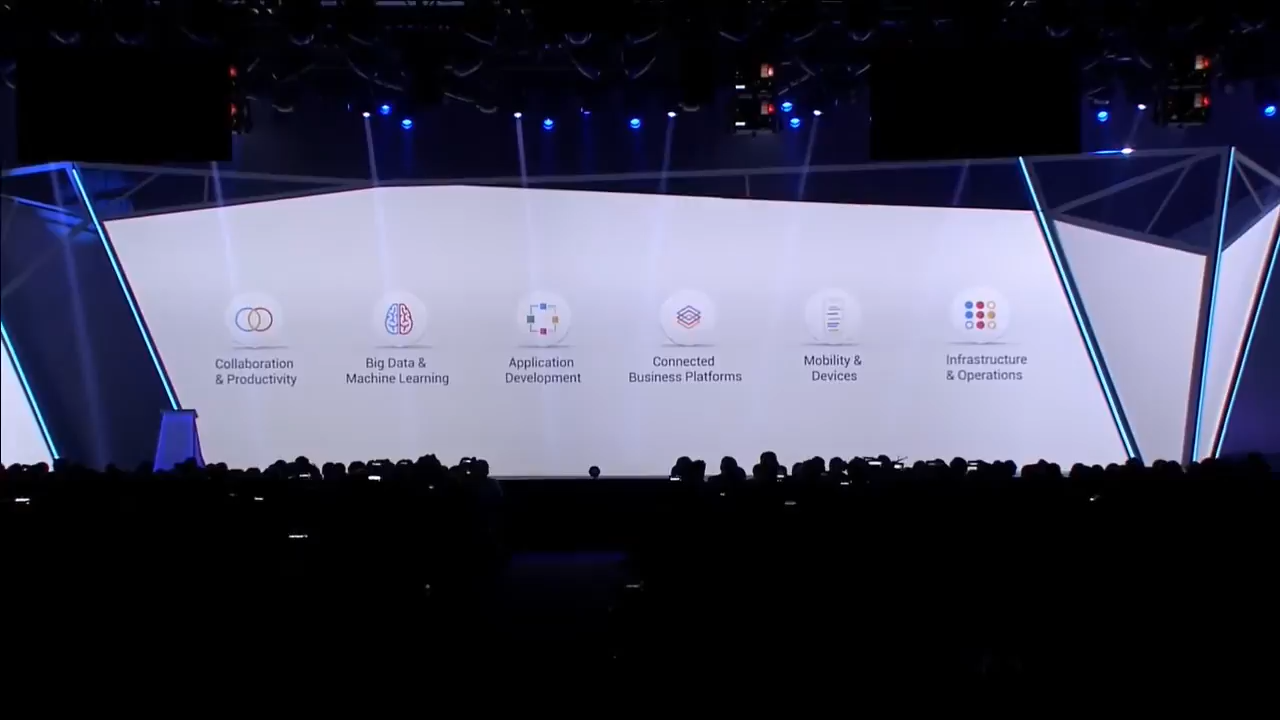 Collaboration
& Productivity
Big Data &
Machine Learning
Application
Development
Connected
Business Platforms
Mobility &
Devices
Infrastructure
& Operations